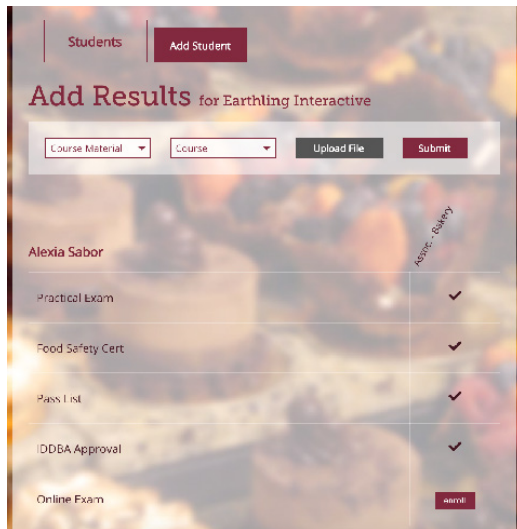 Students
Add Student
Add Results for Earthling Interactive
Course Material
Course
Upload File
Submit
Assoc. - Bakery
Alexia Sabor
Practical Exam
Food Safety Cert
Pass List
IDDBA Approval
Online Exam
enroll